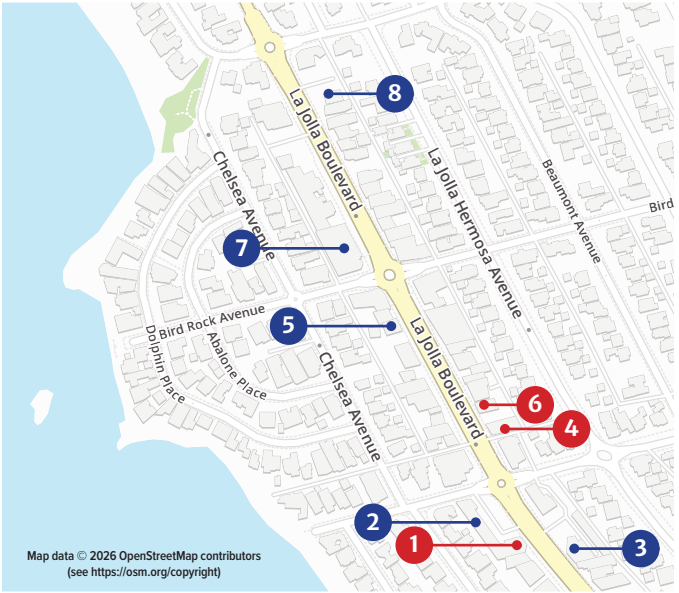 8
La Jolla Boulevard
Chelsea Avenue
La Jolla Hermosa Avenue
Beaumont Avenue
Bird
7
Bird Rock Avenue
5
Dolphin Place
Abalone Place
Chelsea Avenue
La Jolla Boulevard
6
4
2
1
3
Map data © 2026 OpenStreetMap contributors
(see https://osm.org/copyright)